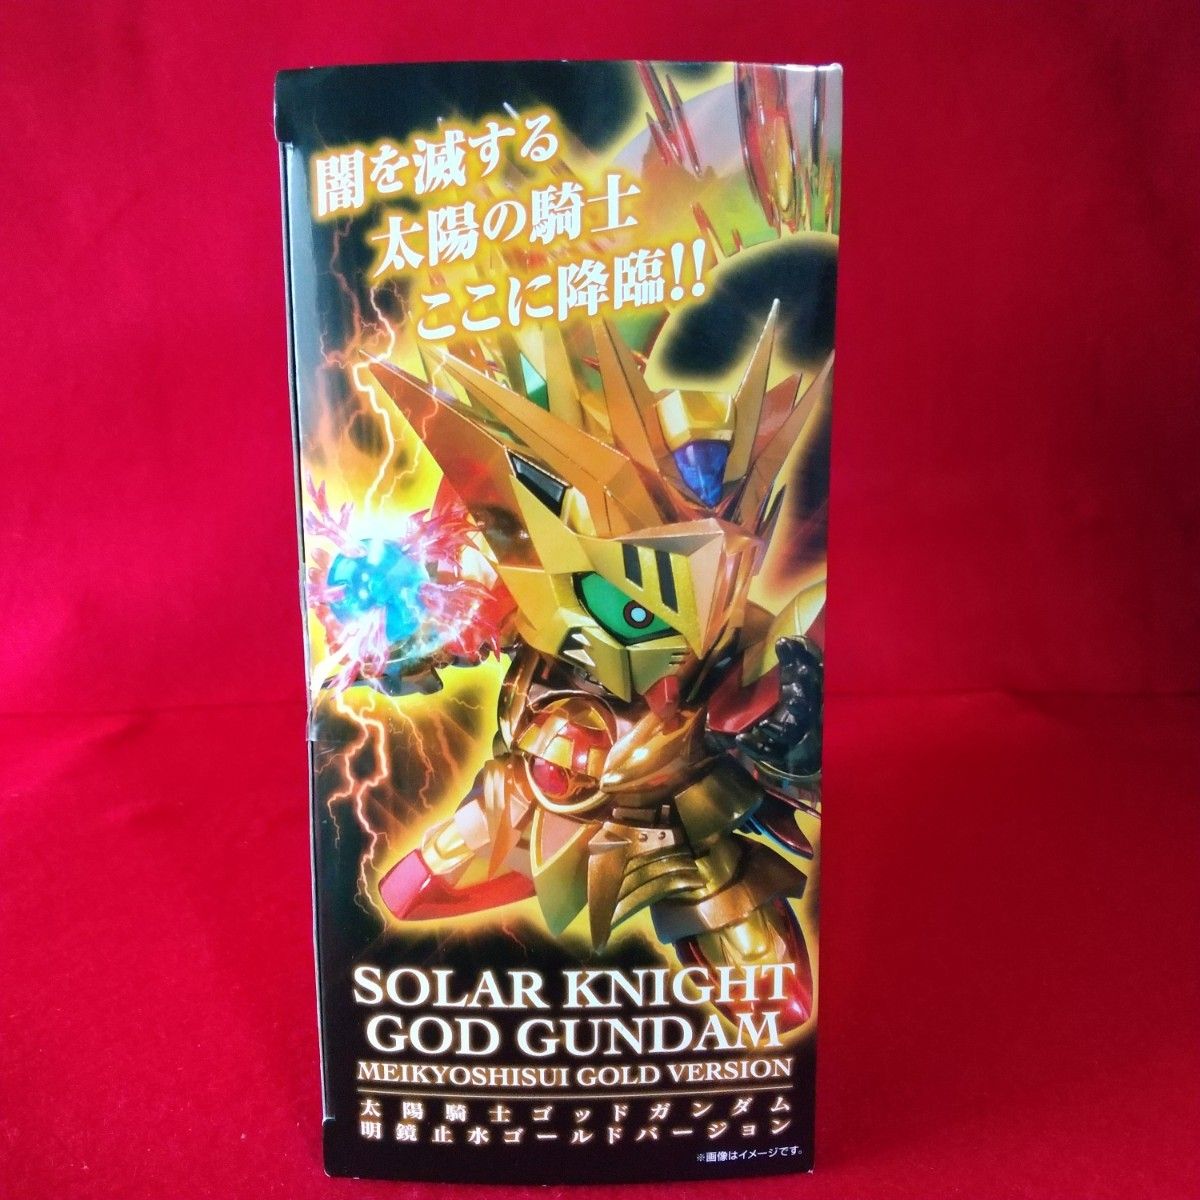 闇を滅する
太陽の騎士
ここに降臨!!
SOLAR KNIGHT
GOD GUNDAM
MEIKYOSHISUI GOLD VERSION
太陽騎士ゴッドガンダム
明鏡止水ゴールドバージョン
※画像はイメージです。